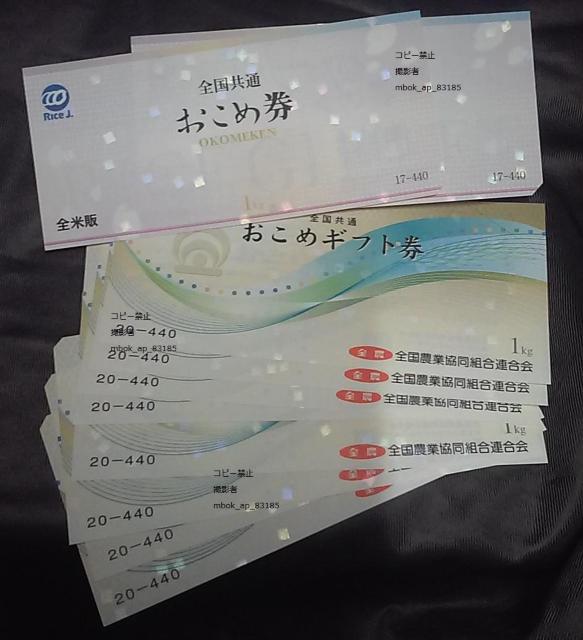 Rice J.
全国共通
おこめ券
OKOMEKEN
1kg
全米販
17-440
コピー禁止
撮影者
mbok_ap_83185
17-440
全国共通
おこめギフト券
コピー禁止
20-440
撮影者
mbok_ap_83185
1kg
全農 全国農業協同組合連合会
20-440
全農 全国農業協同組合連合会
20-440
全農 全国農業協同組合連合会
20-440
1kg
全農 全国農業協同組合連合会
20-440
コピー禁止
撮影者
mbok_ap_83185
20-440
20-440
20-440